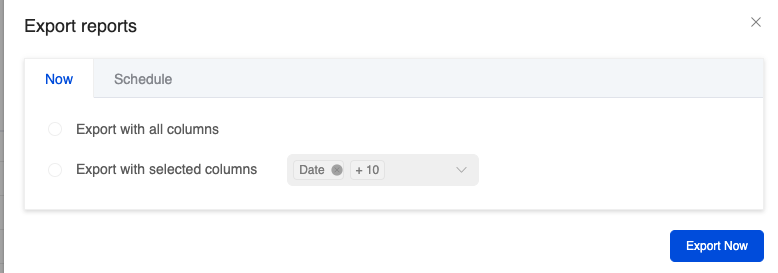 Export reports
Now Schedule
Export with all columns
Export with selected columns Date + 10
Export Now